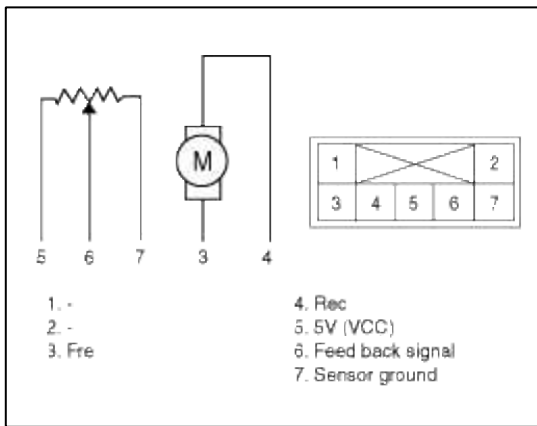 M
1
2
3 4 5 6 7
5 6 7 3 4
1. -
2. -
3. Fre
4. Rec
5. 5V (VCC)
6. Feed back signal
7. Sensor ground